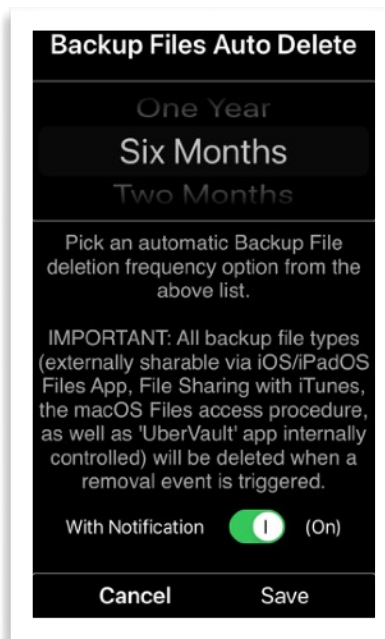 Backup Files Auto Delete
One Year
Six Months
Two Months
Pick an automatic Backup File
deletion frequency option from the
above list.
IMPORTANT: All backup file types
(externally sharable via iOS/iPadOS
Files App, File Sharing with iTunes,
the macOS Files access procedure,
as well as 'UberVault' app internally
controlled) will be deleted when a
removal event is triggered.
With Notification (On)
Cancel Save